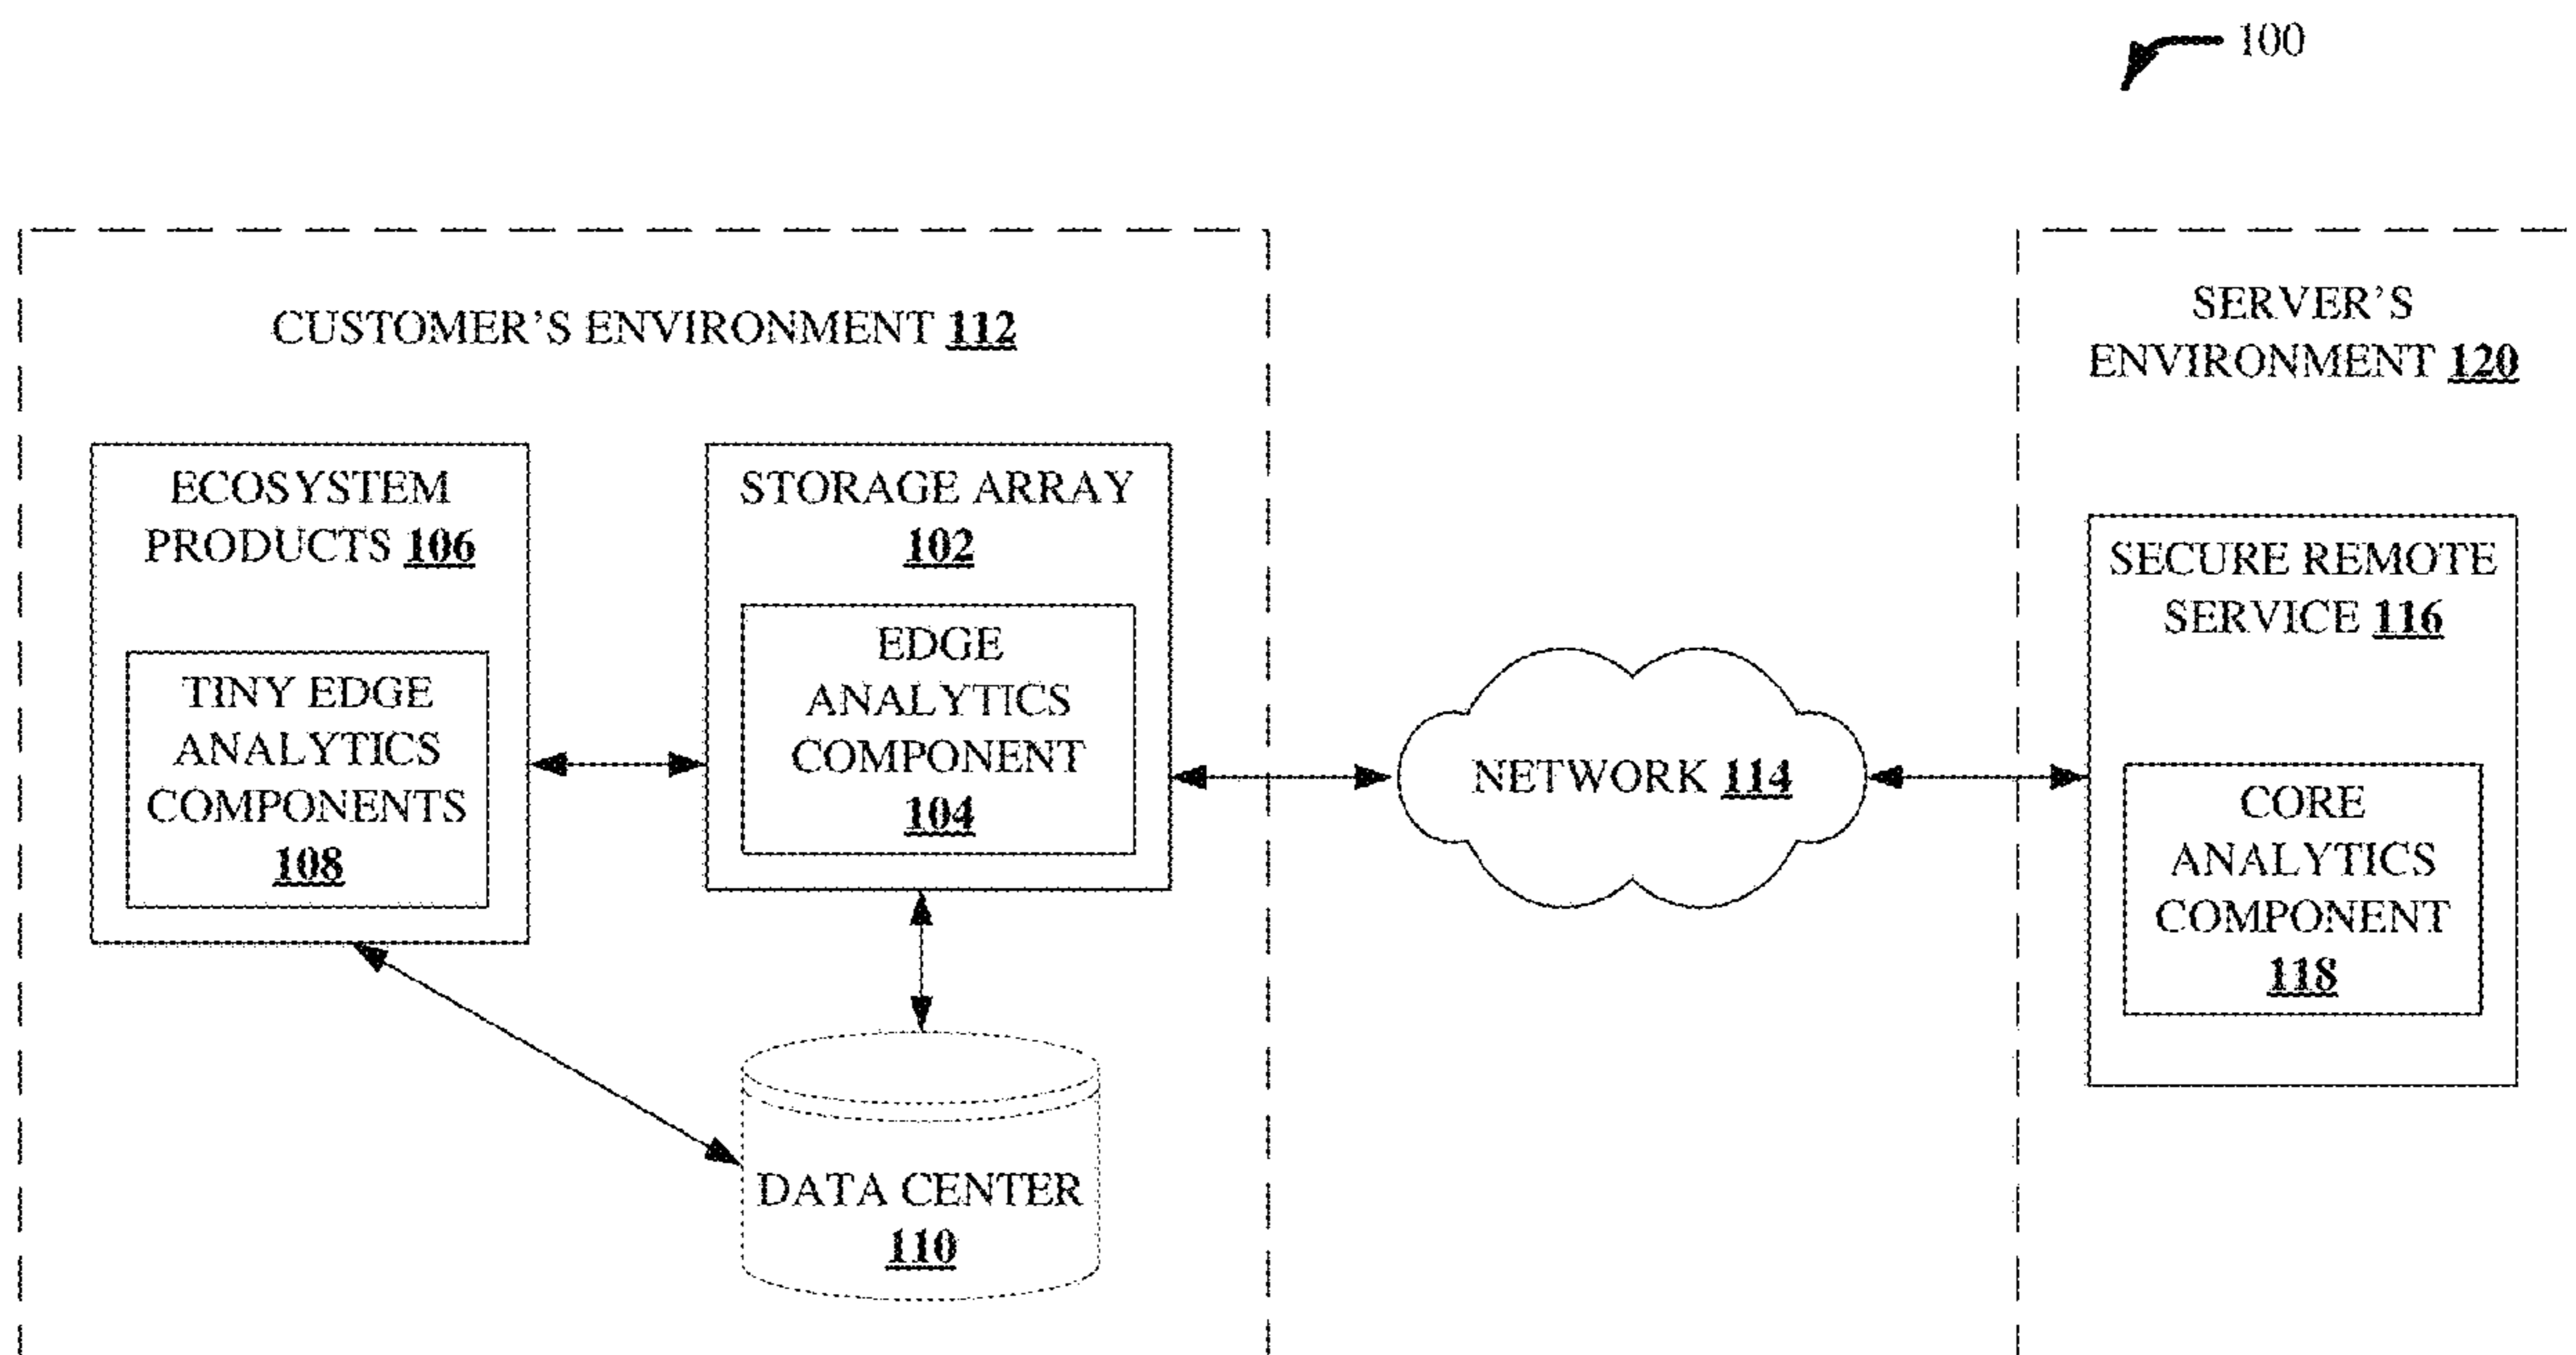 100
CUSTOMER'S ENVIRONMENT 112
ECOSYSTEM
PRODUCTS 106
TINY EDGE
ANALYTICS
COMPONENTS
108
STORAGE ARRAY
102
EDGE
ANALYTICS
COMPONENT
104
DATA CENTER
110
NETWORK 114
SERVER'S
ENVIRONMENT 120
SECURE REMOTE
SERVICE 116
CORE
ANALYTICS
COMPONENT
118